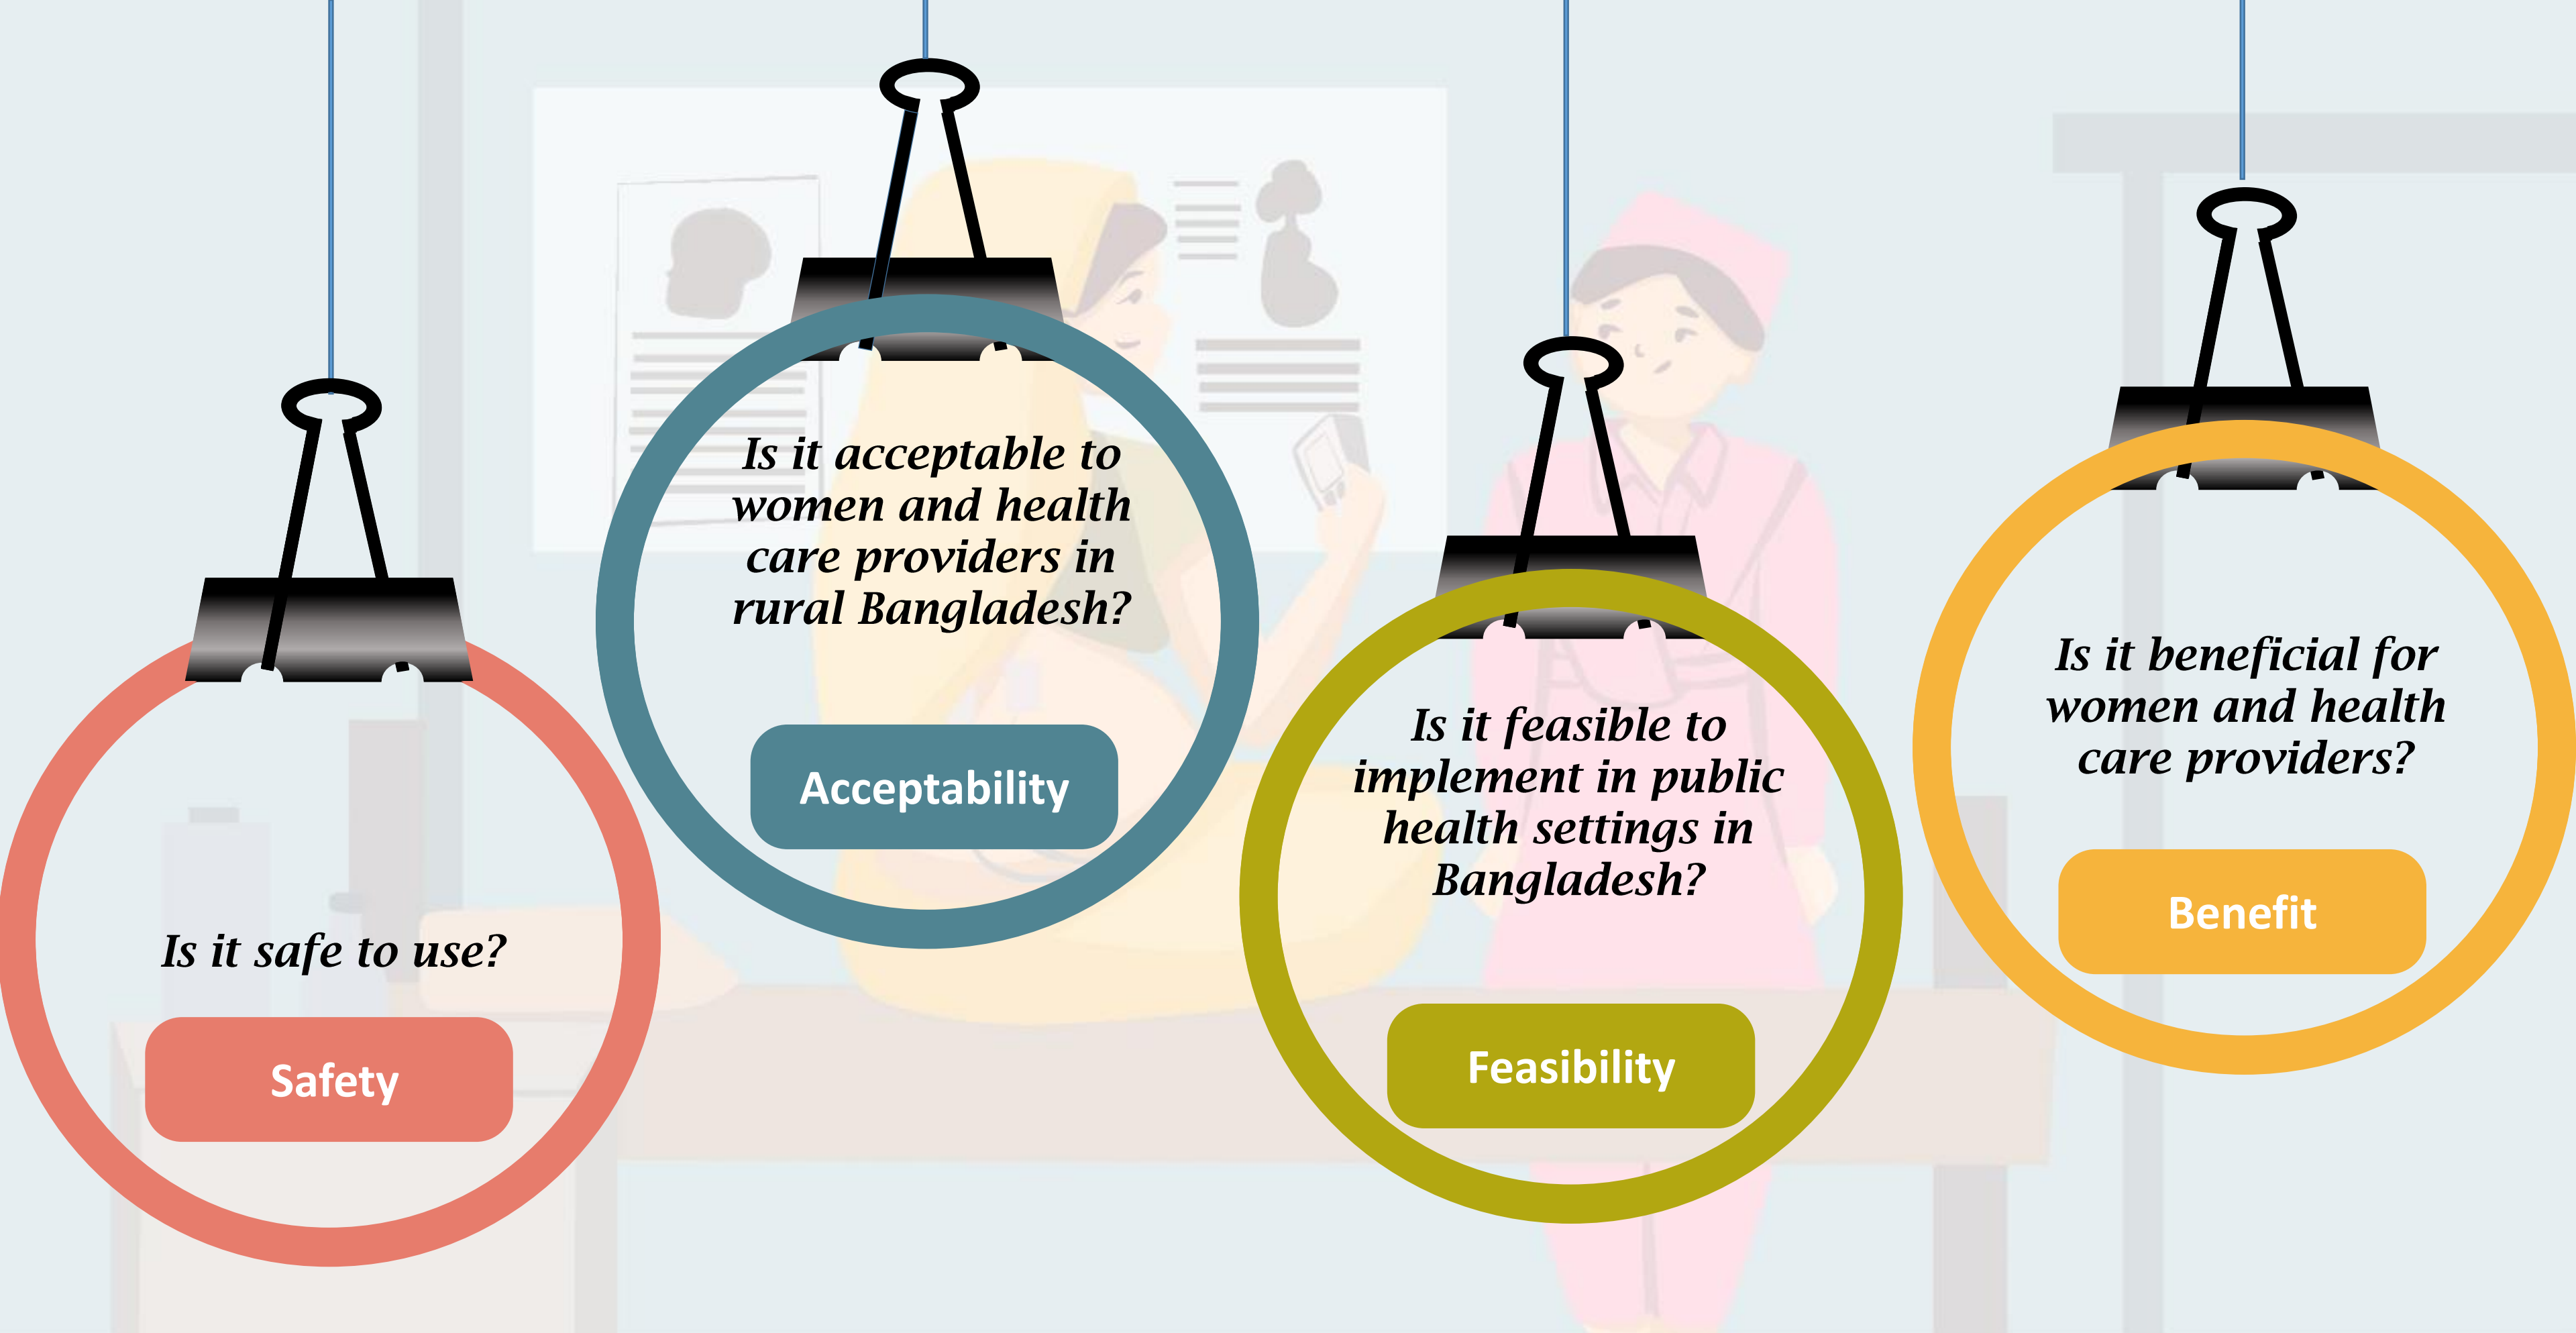 Is it safe to use?
Safety
Is it acceptable to
women and health
care providers in
rural Bangladesh?
Acceptability
Is it feasible to
implement in public
health settings in
Bangladesh?
Feasibility
Is it beneficial for
women and health
care providers?
Benefit